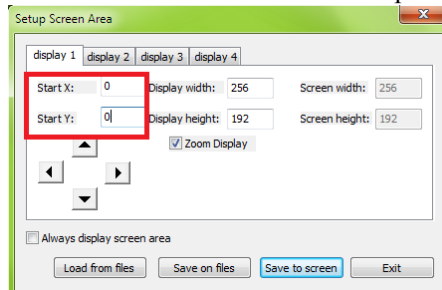 Setup Screen Area
display 1 display 2 display 3 display 4
Start X: 0 Display width: 256 Screen width: 256
Start Y: 0 Display height: 192 Screen height: 192
Zoom Display
Always display screen area
Load from files Save on files Save to screen Exit